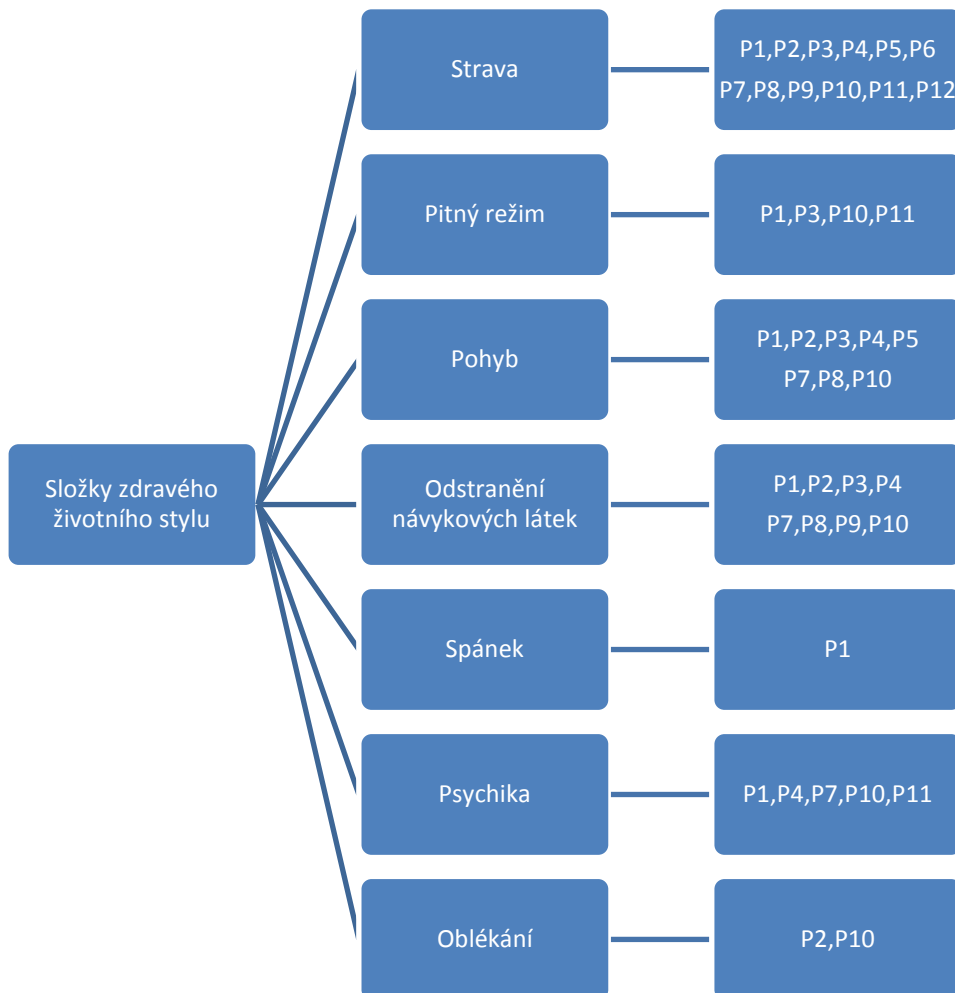 Strava
P1,P2,P3,P4,P5,P6
P7,P8,P9,P10,P11,P12
Pitný režim
P1,P3,P10,P11
Pohyb
P1,P2,P3,P4,P5
P7,P8,P10
Složky zdravého
životního stylu
Odstranění
návykových látek
P1,P2,P3,P4
P7,P8,P9,P10
Spánek
P1
Psychika
P1,P4,P7,P10,P11
Oblékání
P2,P10